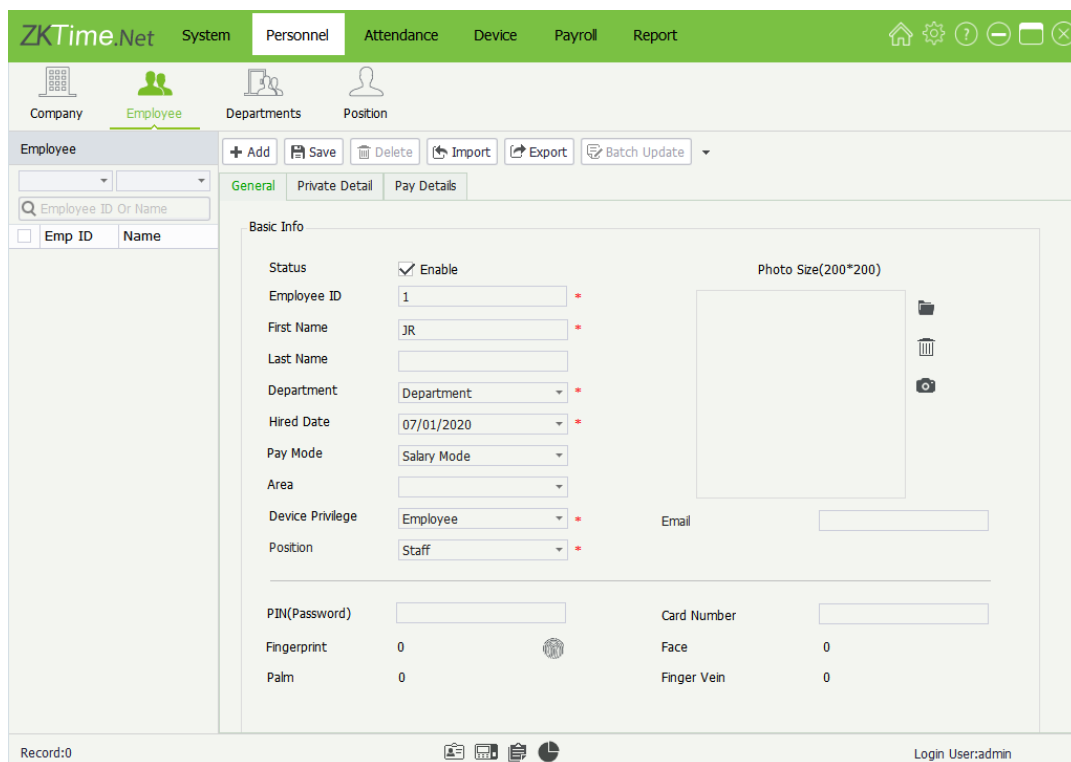 ZKTime.Net System Personnel Attendance Device Payroll Report
Company Employee Departments Position
Employee
+ Add Save Delete Import Export Batch Update
General Private Detail Pay Details
Employee ID Or Name
Emp ID Name
Basic Info
Status Enable Photo Size(200*200)
Employee ID 1 *
First Name JR *
Last Name
Department Department *
Hired Date 07/01/2020 *
Pay Mode Salary Mode
Area
Device Privilege Employee * Email
Position Staff *
PIN(Password) Card Number
Fingerprint 0 Face 0
Palm 0 Finger Vein 0
Record:0 Login User:admin